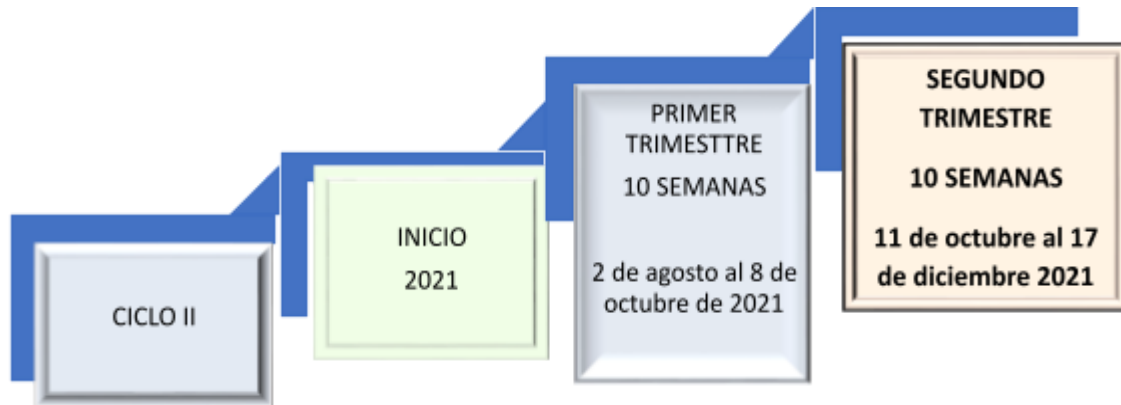 CICLO II
INICIO
2021
PRIMER
TRIMESTTRE
10 SEMANAS
2 de agosto al 8 de
octubre de 2021
SEGUNDO
TRIMESTRE
10 SEMANAS
11 de octubre al 17
de diciembre 2021